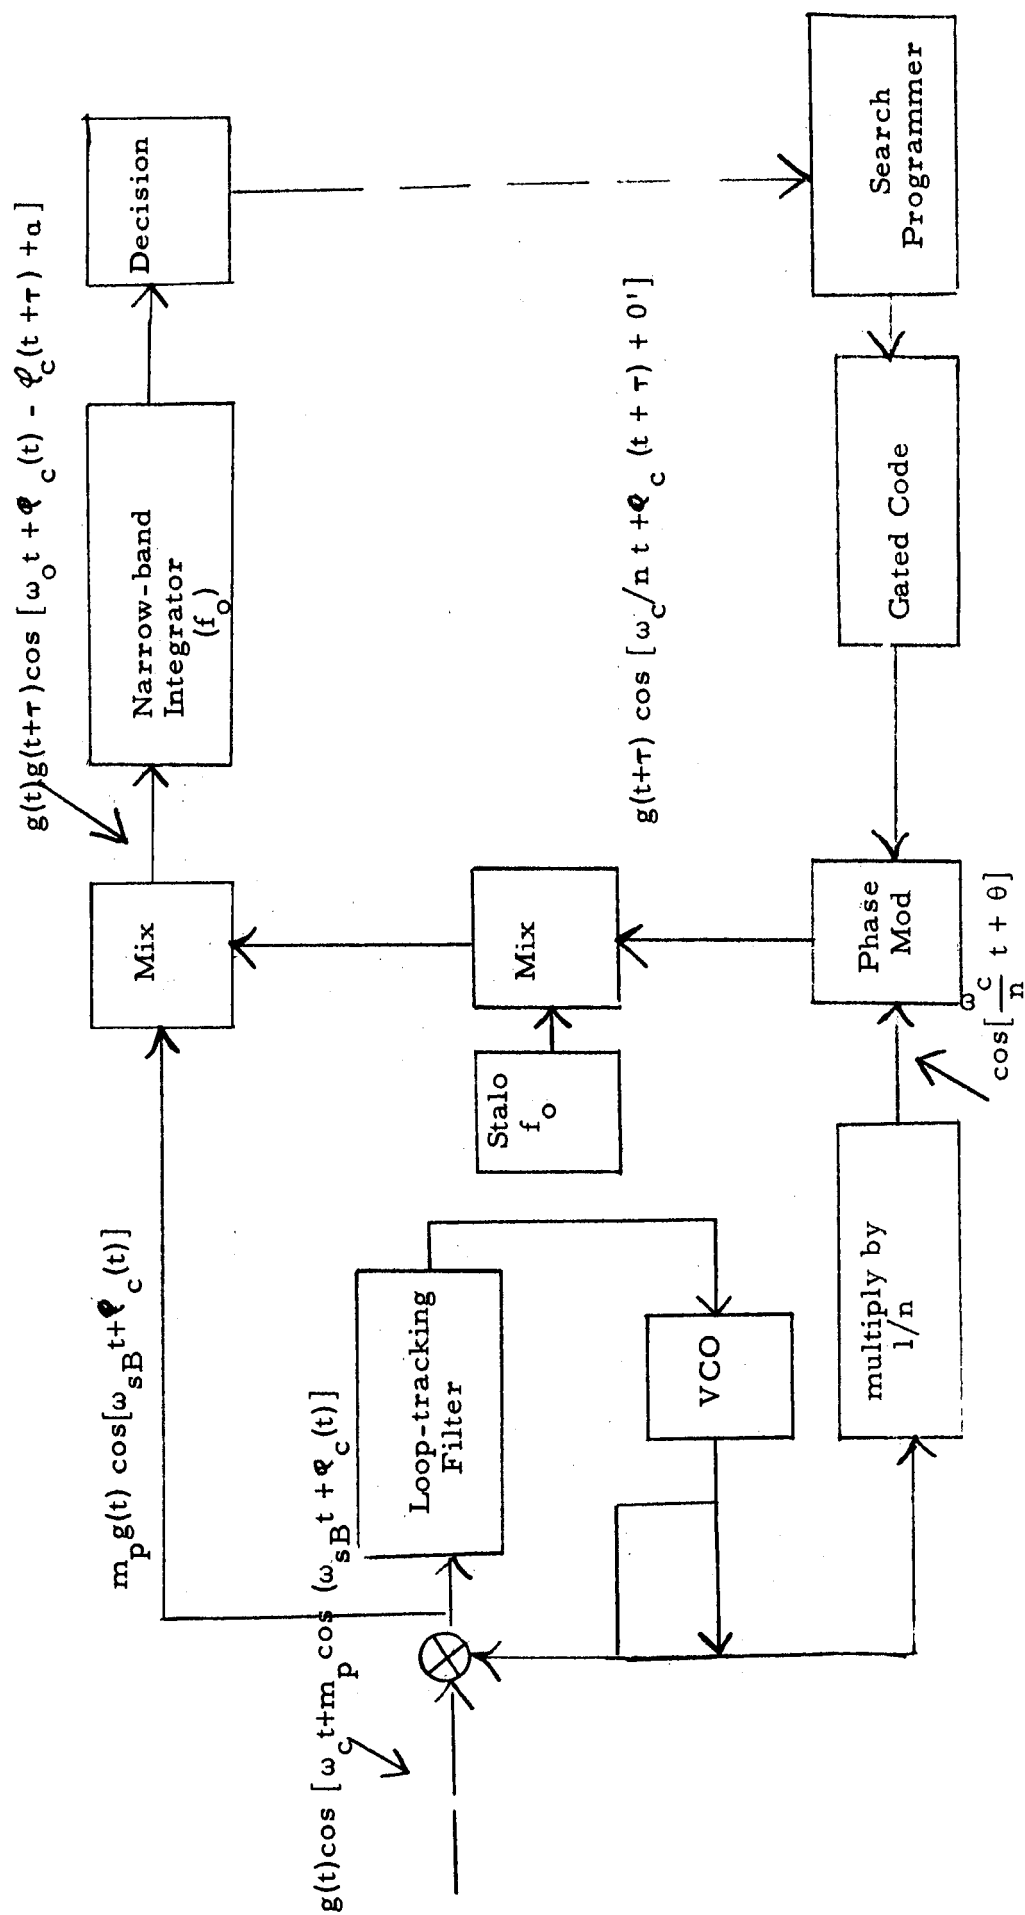 g(t)g(t+τ)cos [ω_o t + φ_c(t) - φ_c(t +τ) +a]
m_p g(t) cos[ω_sB t+φ_c(t)]
Mix
Narrow-band
Integrator
(f_o)
Decision
g(t)cos [ω_c t+m_p cos (ω_sB t +φ_c(t)]
Loop-tracking
Filter
Stalo
f_o
Mix
g(t+τ) cos [ω_c/n t +φ_c (t + τ) + 0']
VCO
multiply by
1/n
cos[ω_c/n t + θ]
Phase
Mod
Gated Code
Search
Programmer